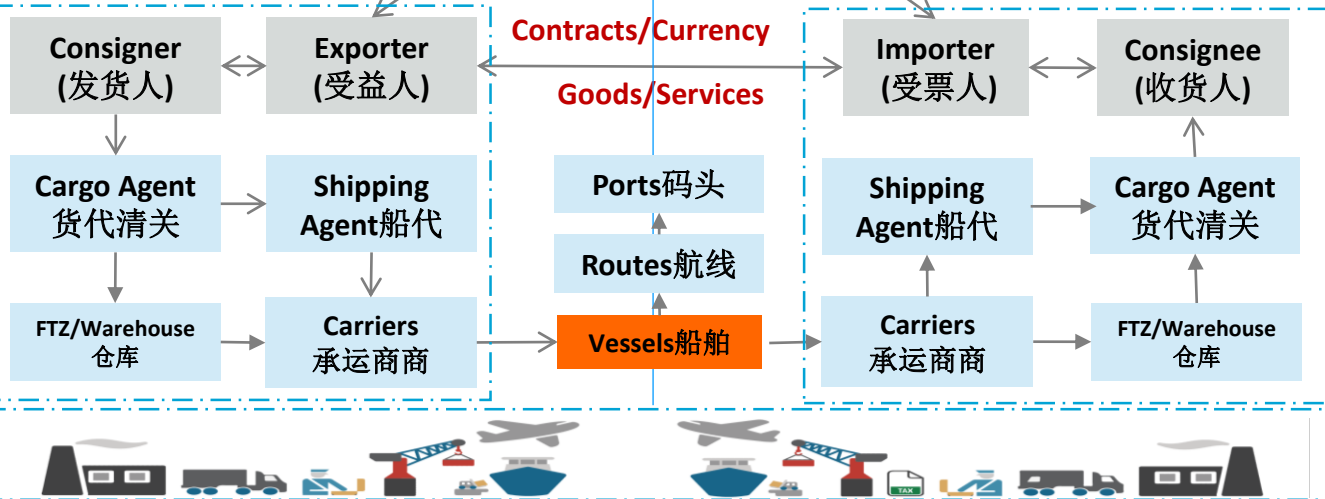 Consigner
(发货人)
Exporter
(受益人)
Contracts/Currency
Goods/Services
Importer
(受票人)
Consignee
(收货人)
Cargo Agent
货代清关
Shipping
Agent船代
Ports码头
Shipping
Agent船代
Cargo Agent
货代清关
Routes航线
FTZ/Warehouse
仓库
Carriers
承运商商
Vessels船舶
Carriers
承运商商
FTZ/Warehouse
仓库
TAX